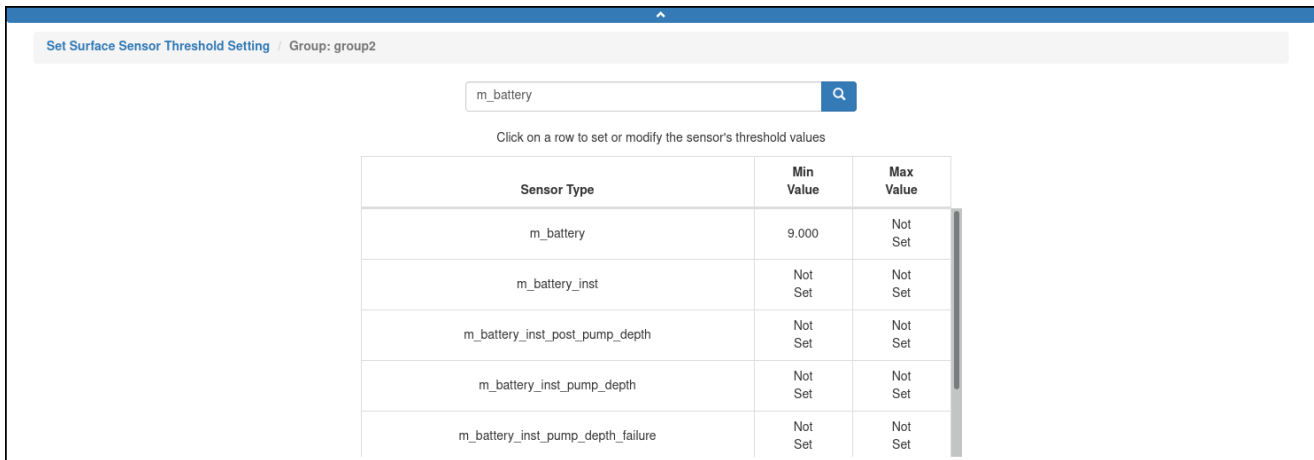 Set Surface Sensor Threshold Setting / Group: group2
m_battery
Click on a row to set or modify the sensor's threshold values
Sensor Type Min Value Max Value
m_battery 9.000 Not Set
m_battery_inst Not Set Not Set
m_battery_inst_post_pump_depth Not Set Not Set
m_battery_inst_pump_depth Not Set Not Set
m_battery_inst_pump_depth_failure Not Set Not Set